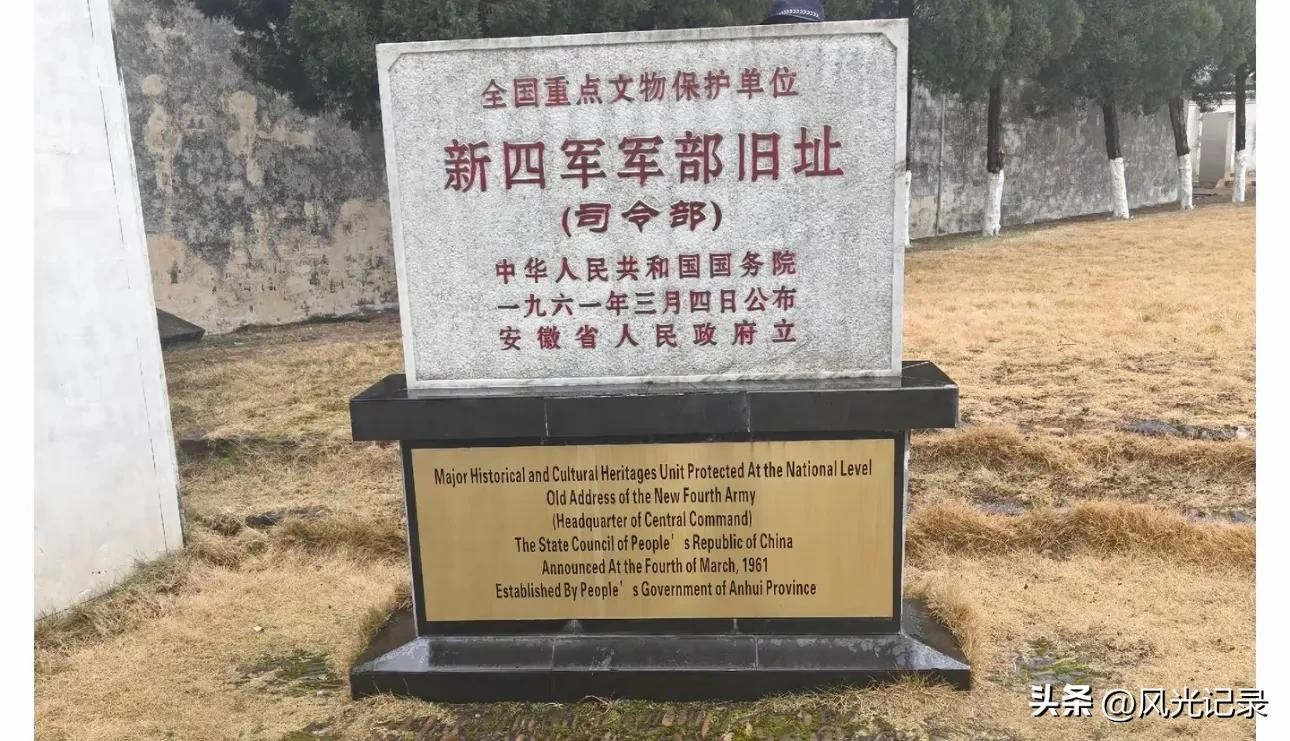 全国重点文物保护单位
新四军军部旧址
(司令部)
中华人民共和国国务院
一九六一年三月四日公布
安徽省人民政府立
Major Historical and Cultural Heritages Unit Protected At the National Level
Old Address of the New Fourth Army
(Headquarter of Central Command)
The State Council of People's Republic of China
Announced At the Fourth of March, 1961
Established By People's Government of Anhui Province
头条 @风光记录